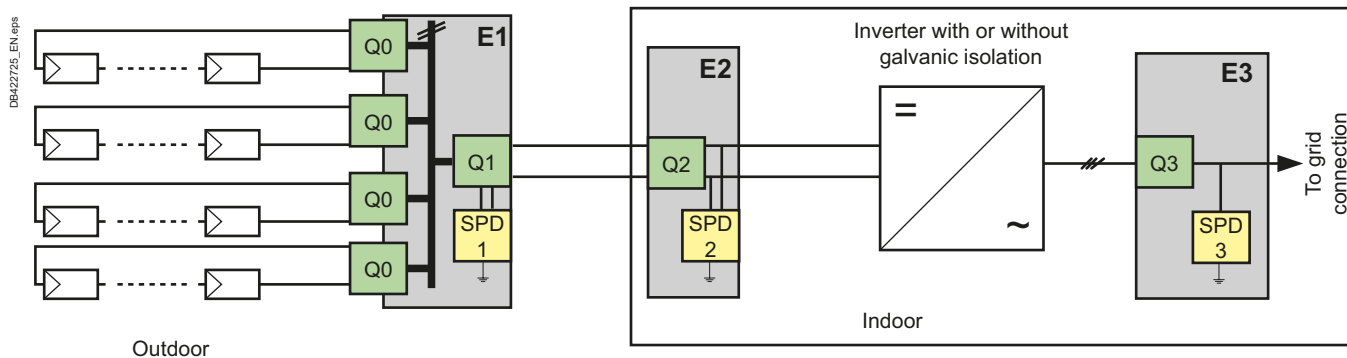 DB422725_EN.eps
Q0
Q0
Q0
Q0
E1
Q1
SPD
1
Outdoor
E2
Q2
SPD
2
Inverter with or without
galvanic isolation
=
~
E3
Q3
SPD
3
To grid
connection
Indoor